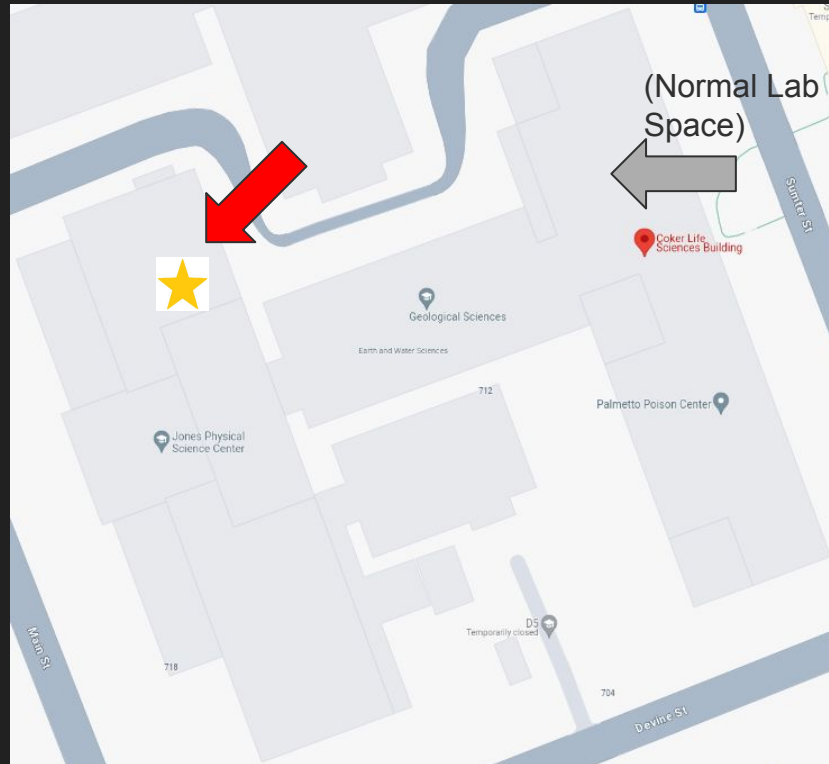 (Normal Lab
Space)
Sumter St
Coker Life
Sciences Building
Geological Sciences
Earth and Water Sciences
712
Palmetto Poison Center
Jones Physical
Science Center
D5
Temporarily closed
Main St
718
704
Devine St